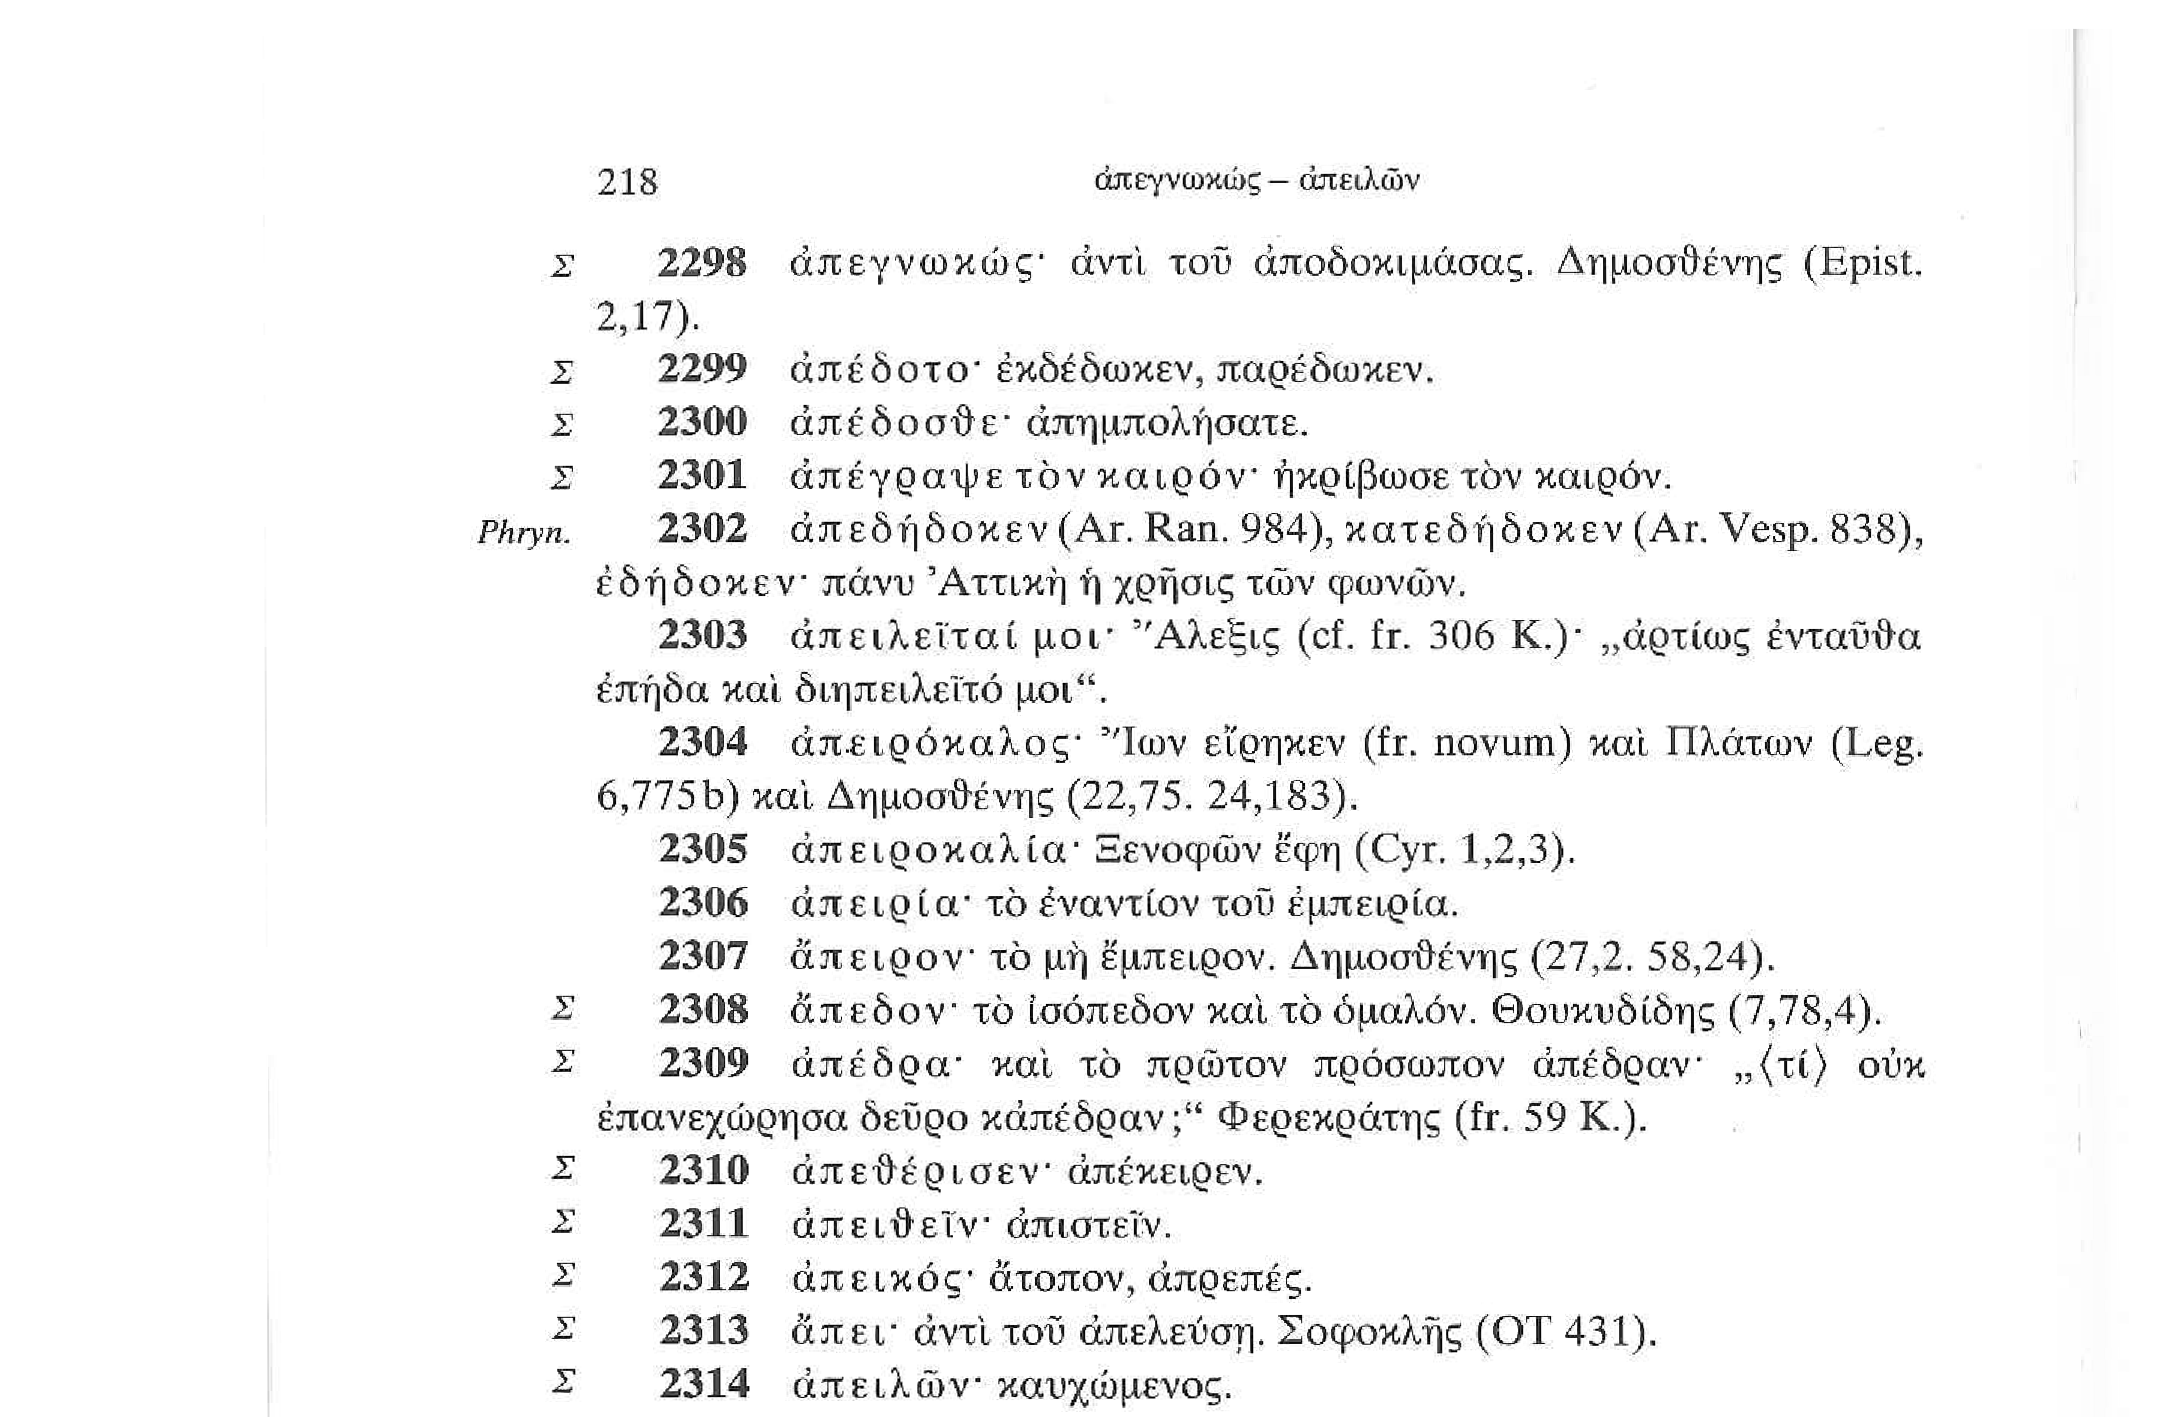 218 ἀπεγνωκώς – ἀπειλῶν
Σ 2298 ἀπεγνωκώς· ἀντὶ τοῦ ἀποδοκιμάσας. Δημοσθένης (Epist.
2,17).
Σ 2299 ἀπέδοτο· ἐκδέδωκεν, παρέδωκεν.
Σ 2300 ἀπέδοσθε· ἀπημπολήσατε.
Σ 2301 ἀπέγραψε τὸν καιρόν· ἠκρίβωσε τὸν καιρόν.
Phryn. 2302 ἀπεδήδοκεν (Ar. Ran. 984), κατεδήδοκεν (Ar. Vesp. 838),
ἐδήδοκεν· πάνυ Ἀττικὴ ἡ χρῆσις τῶν φωνῶν.
2303 ἀπειλεῖταί μοι· Ἄλεξις (cf. fr. 306 K.)· „ἀρτίως ἐνταῦθα
ἐπήδα καὶ διηπειλεῖτό μοι“.
2304 ἀπειρόκαλος· Ἴων εἴρηκεν (fr. novum) καὶ Πλάτων (Leg.
6,775b) καὶ Δημοσθένης (22,75. 24,183).
2305 ἀπειροκαλία· Ξενοφῶν ἔφη (Cyr. 1,2,3).
2306 ἀπειρία· τὸ ἐναντίον τοῦ ἐμπειρία.
2307 ἄπειρον· τὸ μὴ ἔμπειρον. Δημοσθένης (27,2. 58,24).
Σ 2308 ἄπεδον· τὸ ἰσόπεδον καὶ τὸ ὁμαλόν. Θουκυδίδης (7,78,4).
Σ 2309 ἀπέδρα· καὶ τὸ πρῶτον πρόσωπον ἀπέδραν· „⟨τί⟩ οὐκ
ἐπανεχώρησα δεῦρο κἀπέδραν;“ Φερεκράτης (fr. 59 K.).
Σ 2310 ἀπεθέρισεν· ἀπέκειρεν.
Σ 2311 ἀπειθεῖν· ἀπιστεῖν.
Σ 2312 ἀπεικός· ἄτοπον, ἀπρεπές.
Σ 2313 ἄπει· ἀντὶ τοῦ ἀπελεύσῃ. Σοφοκλῆς (OT 431).
Σ 2314 ἀπειλῶν· καυχώμενος.